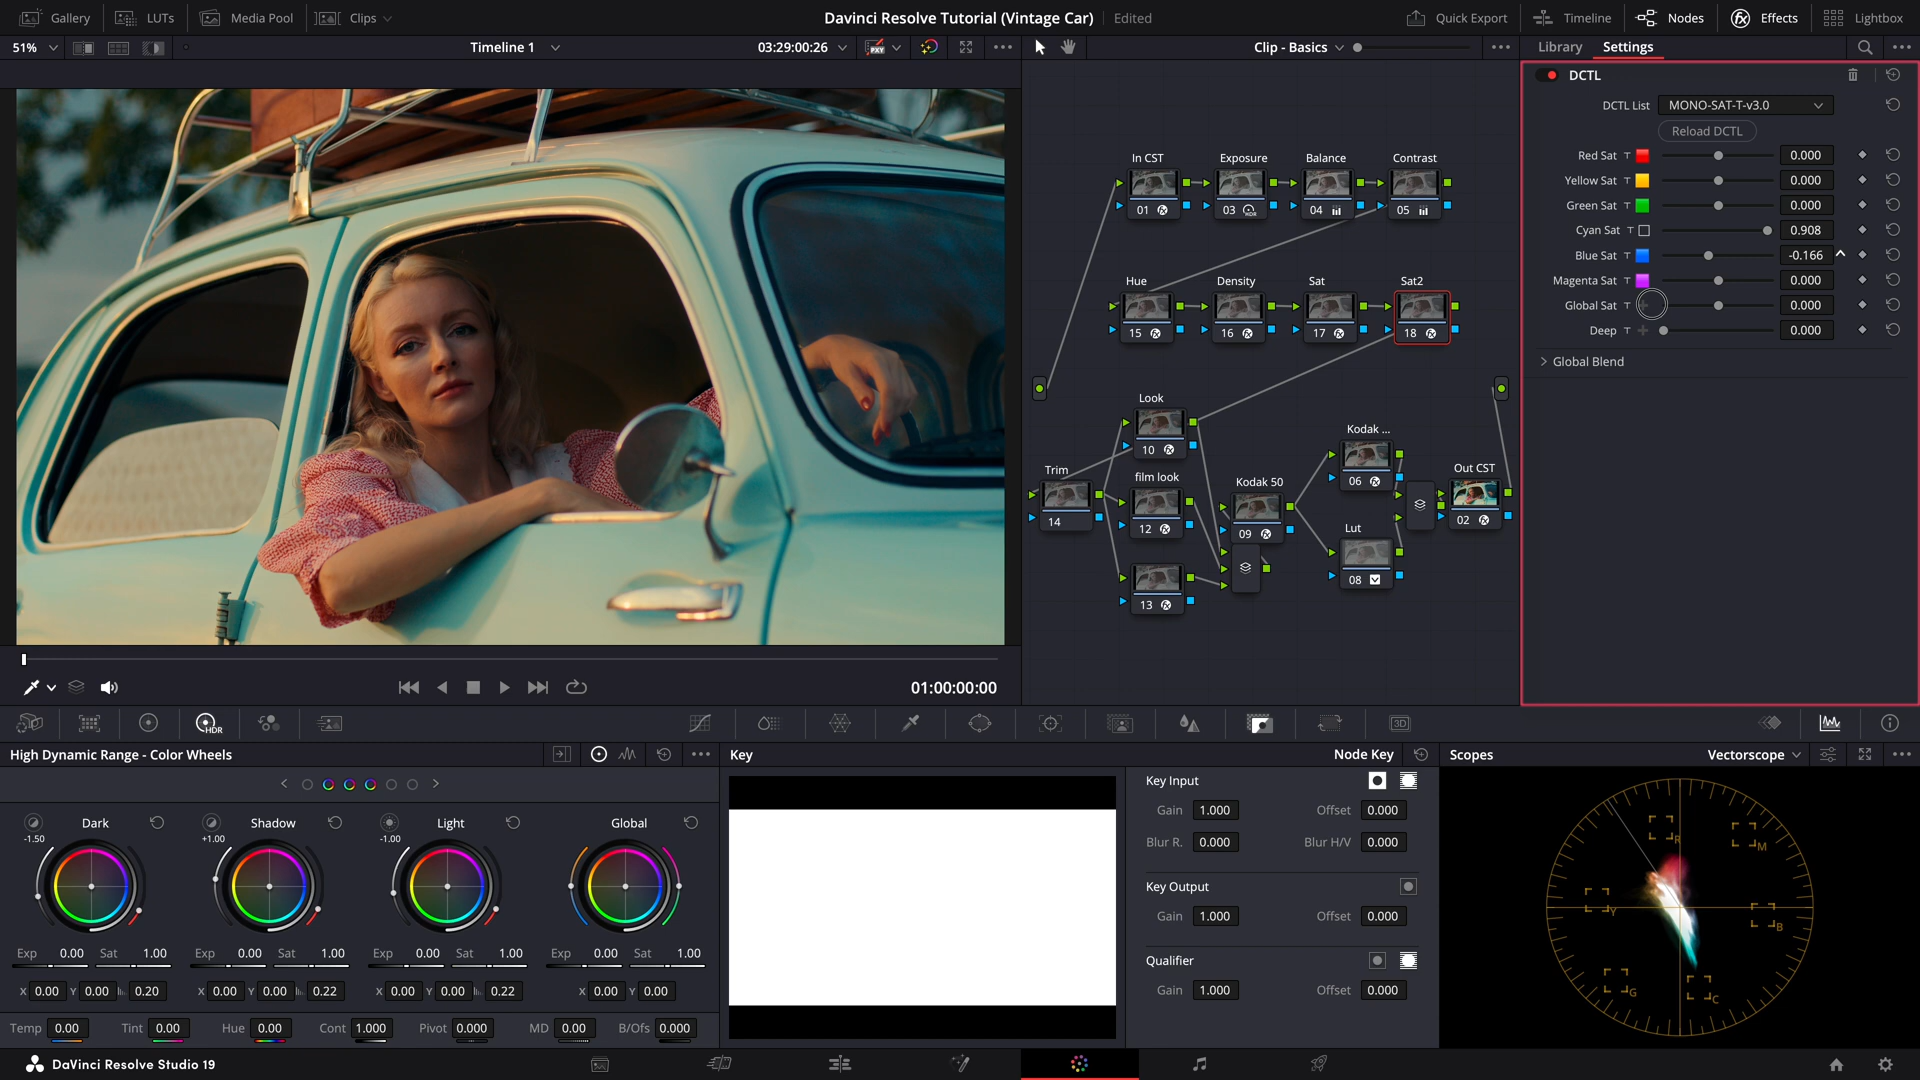 Gallery LUTs Media Pool Clips Davinci Resolve Tutorial (Vintage Car) Edited Quick Export Timeline Nodes Effects Lightbox
51% Timeline 1 03:29:00:26 PXY Clip - Basics Library Settings
DCTL
DCTL List MONO-SAT-T-v3.0
Reload DCTL
Red Sat T 0.000
Yellow Sat T 0.000
Green Sat T 0.000
Cyan Sat T 0.908
Blue Sat T -0.166
Magenta Sat T 0.000
Global Sat T 0.000
Deep T 0.000
Global Blend
In CST Exposure Balance Contrast
01 03 HDR 04 05
Hue Density Sat Sat2
15 16 17 18
Look
10
Kodak ...
06
Trim
14
film look
12
Kodak 50
09
Out CST
02
Lut
08
13
01:00:00:00
HDR 3D
High Dynamic Range - Color Wheels Key Node Key Scopes Vectorscope
Dark Shadow Light Global
-1.50 +1.00 -1.00
Exp 0.00 Sat 1.00 Exp 0.00 Sat 1.00 Exp 0.00 Sat 1.00 Exp 0.00 Sat 1.00
X 0.00 Y 0.00 0.20 X 0.00 Y 0.00 0.22 X 0.00 Y 0.00 0.22 X 0.00 Y 0.00
Temp 0.00 Tint 0.00 Hue 0.00 Cont 1.000 Pivot 0.000 MD 0.00 B/Ofs 0.000
Key Input
Gain 1.000 Offset 0.000
Blur R. 0.000 Blur H/V 0.000
Key Output
Gain 1.000 Offset 0.000
Qualifier
Gain 1.000 Offset 0.000
R M
Y B
G C
DaVinci Resolve Studio 19